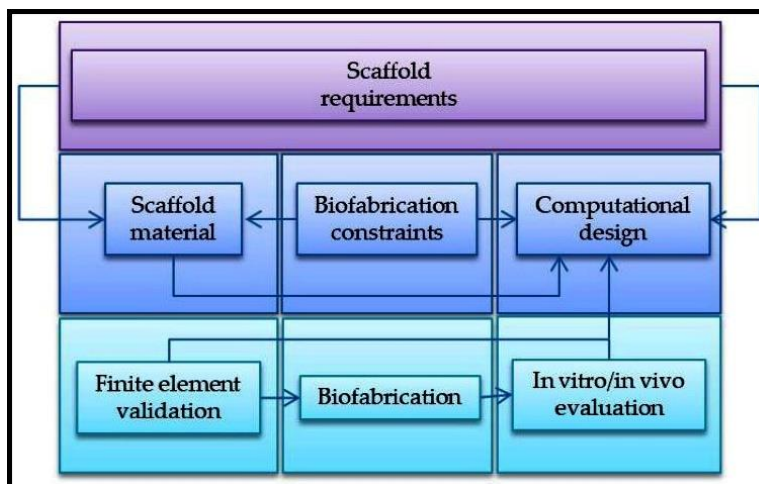 Scaffold
requirements
Scaffold
material
Biofabrication
constraints
Computational
design
Finite element
validation
Biofabrication
In vitro/in vivo
evaluation